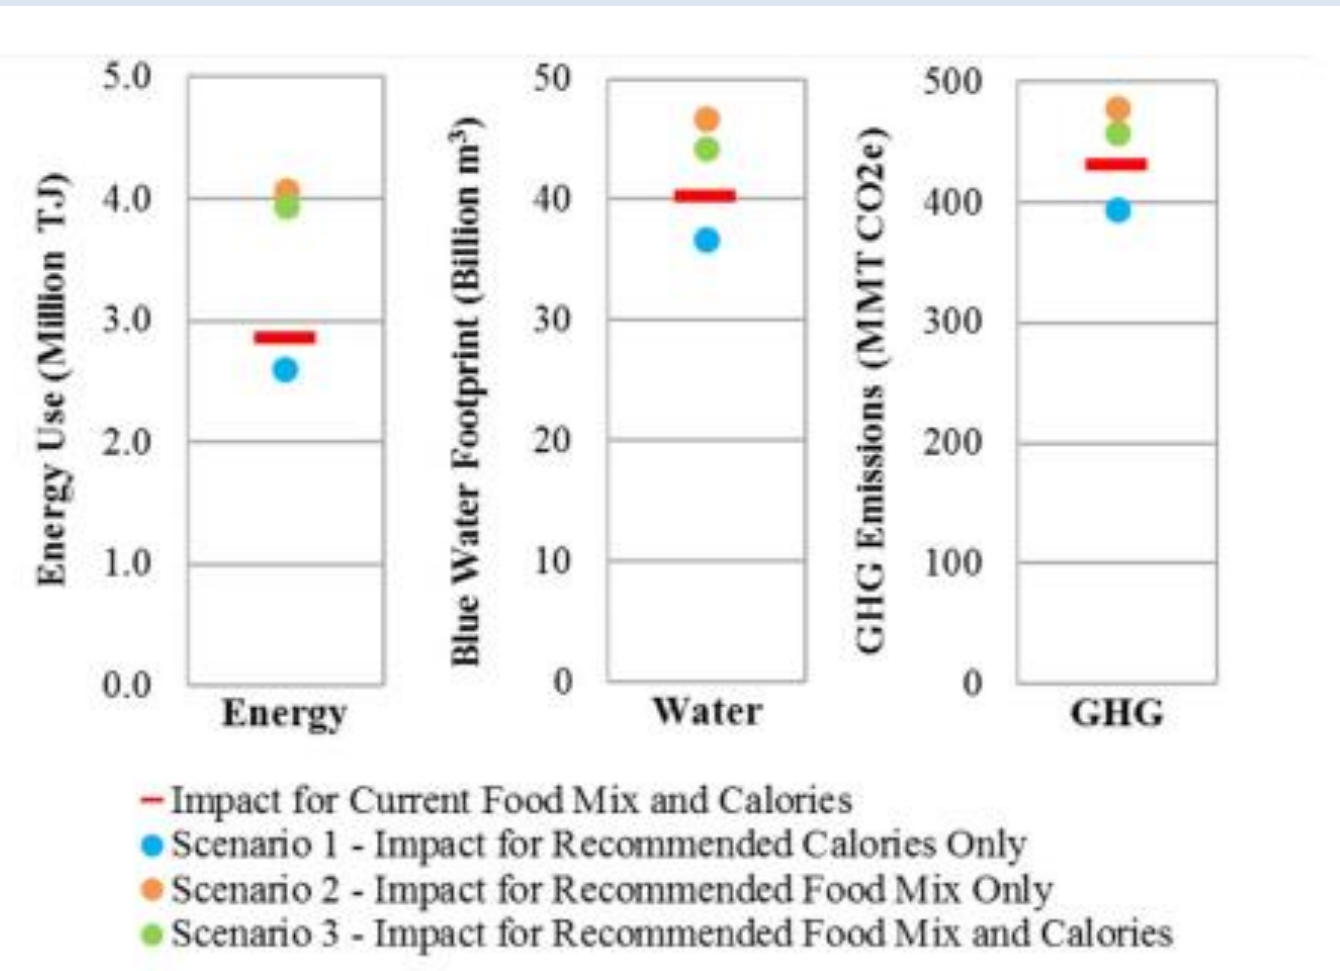 Energy Use (Million TJ)
5.0
4.0
3.0
2.0
1.0
0.0
Energy
Blue Water Footprint (Billion m³)
50
40
30
20
10
0
Water
GHG Emissions (MMT CO2e)
500
400
300
200
100
0
GHG
Impact for Current Food Mix and Calories
Scenario 1 - Impact for Recommended Calories Only
Scenario 2 - Impact for Recommended Food Mix Only
Scenario 3 - Impact for Recommended Food Mix and Calories